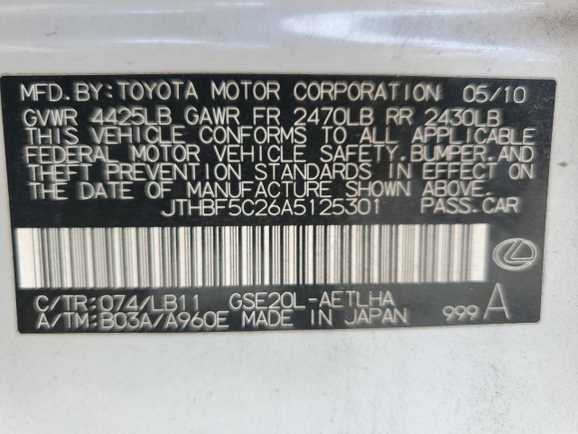 MFD.BY:TOYOTA MOTOR CORPORATION 05/10
GVWR 4425LB GAWR FR 2470LB RR 2430LB
THIS VEHICLE CONFORMS TO ALL APPLICABLE
FEDERAL MOTOR VEHICLE SAFETY,BUMPER,AND
THEFT PREVENTION STANDARDS IN EFFECT ON
THE DATE OF MANUFACTURE SHOWN ABOVE.
JTHBF5C26A5125301 PASS.CAR
C/TR:074/LB11 GSE20L-AETLHA
A/TM:B03A/A960E MADE IN JAPAN 999 A